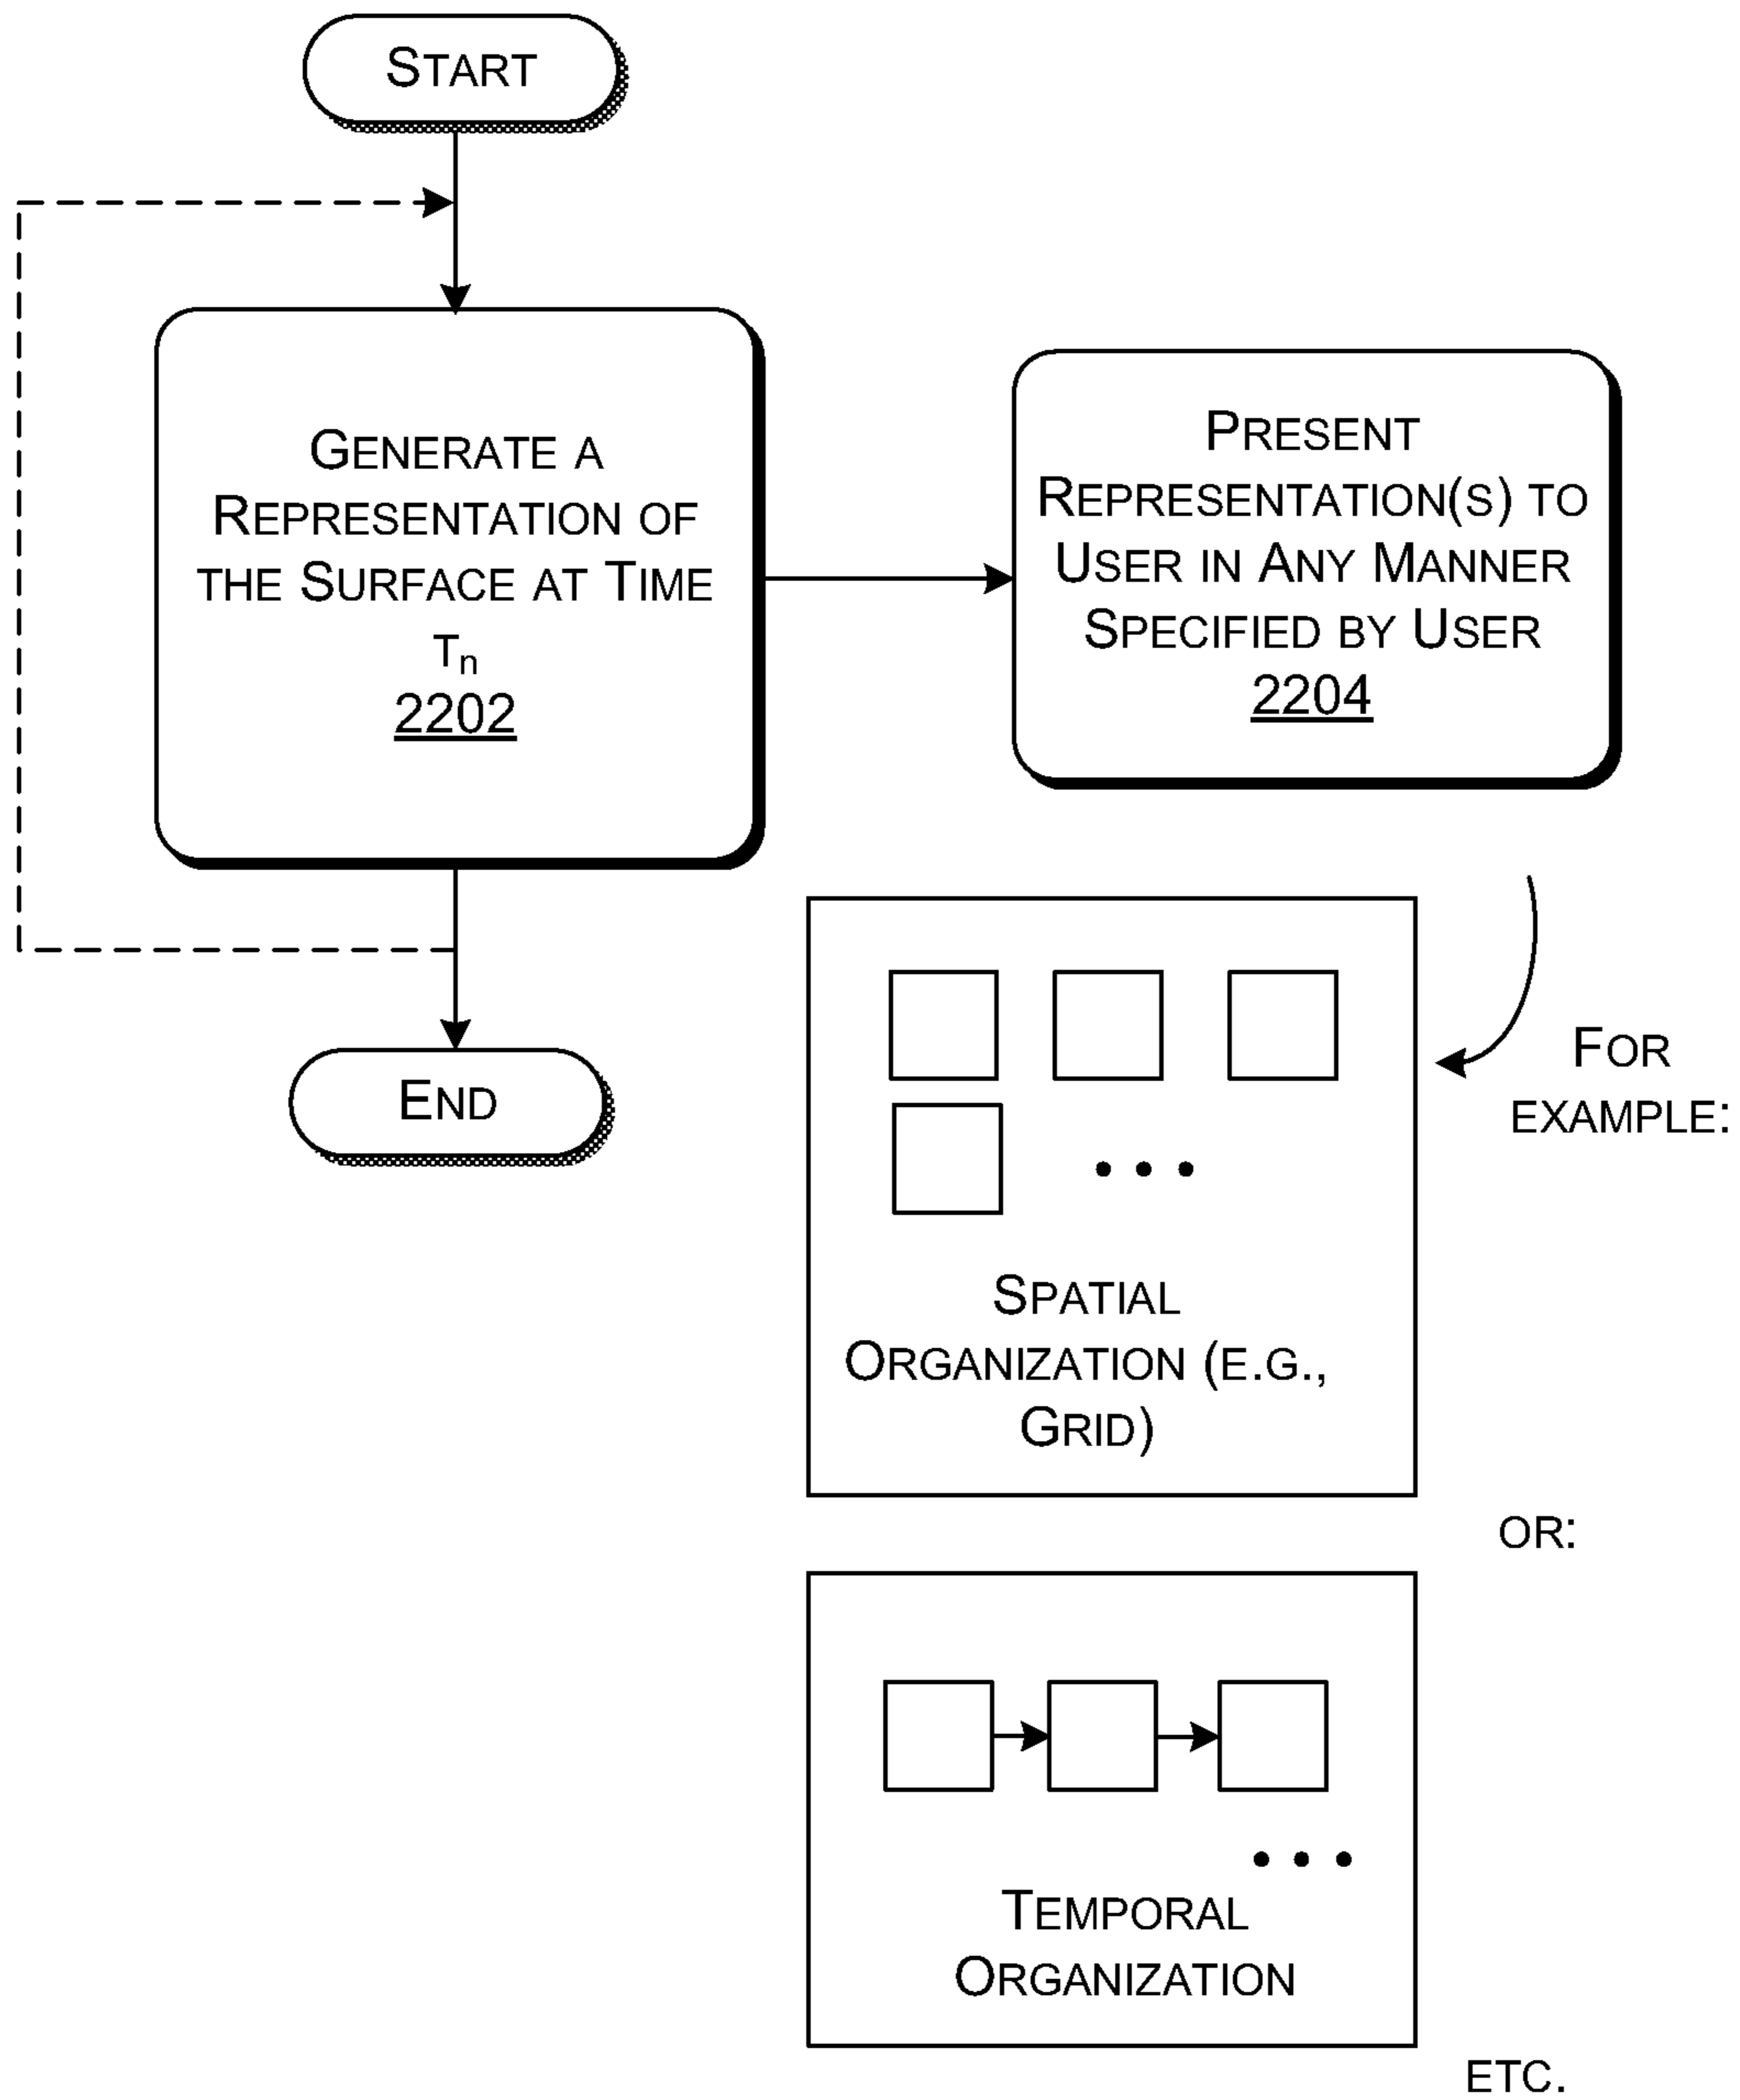 START
GENERATE A
REPRESENTATION OF
THE SURFACE AT TIME
Tn
2202
PRESENT
REPRESENTATION(S) TO
USER IN ANY MANNER
SPECIFIED BY USER
2204
END
FOR
EXAMPLE:
SPATIAL
ORGANIZATION (E.G.,
GRID)
OR:
TEMPORAL
ORGANIZATION
ETC.